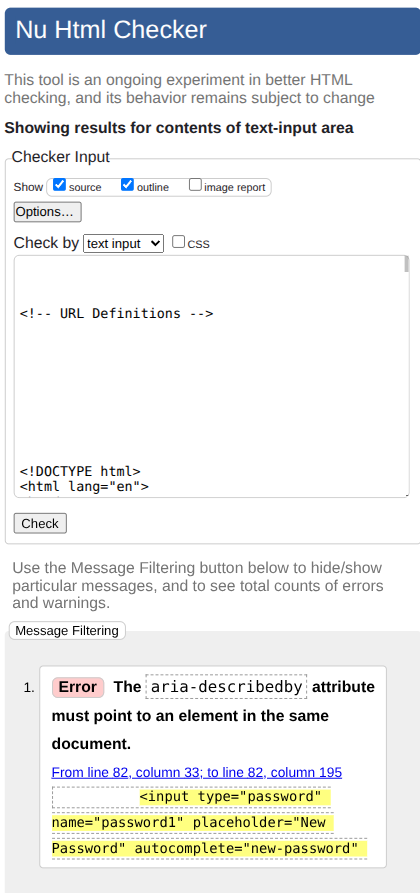 Nu Html Checker
This tool is an ongoing experiment in better HTML
checking, and its behavior remains subject to change
Showing results for contents of text-input area
Checker Input
Show source outline image report
Options...
Check by text input CSS
<!-- URL Definitions -->
<!DOCTYPE html>
<html lang="en">
Check
Use the Message Filtering button below to hide/show
particular messages, and to see total counts of errors
and warnings.
Message Filtering
1. Error The aria-describedby attribute
must point to an element in the same
document.
From line 82, column 33; to line 82, column 195
<input type="password"
name="password1" placeholder="New
Password" autocomplete="new-password"